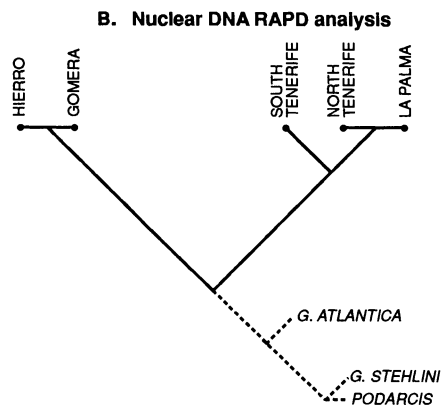 B. Nuclear DNA RAPD analysis
HIERRO
GOMERA
SOUTH
TENERIFE
NORTH
TENERIFE
LA PALMA
G. ATLANTICA
G. STEHLINI
PODARCIS